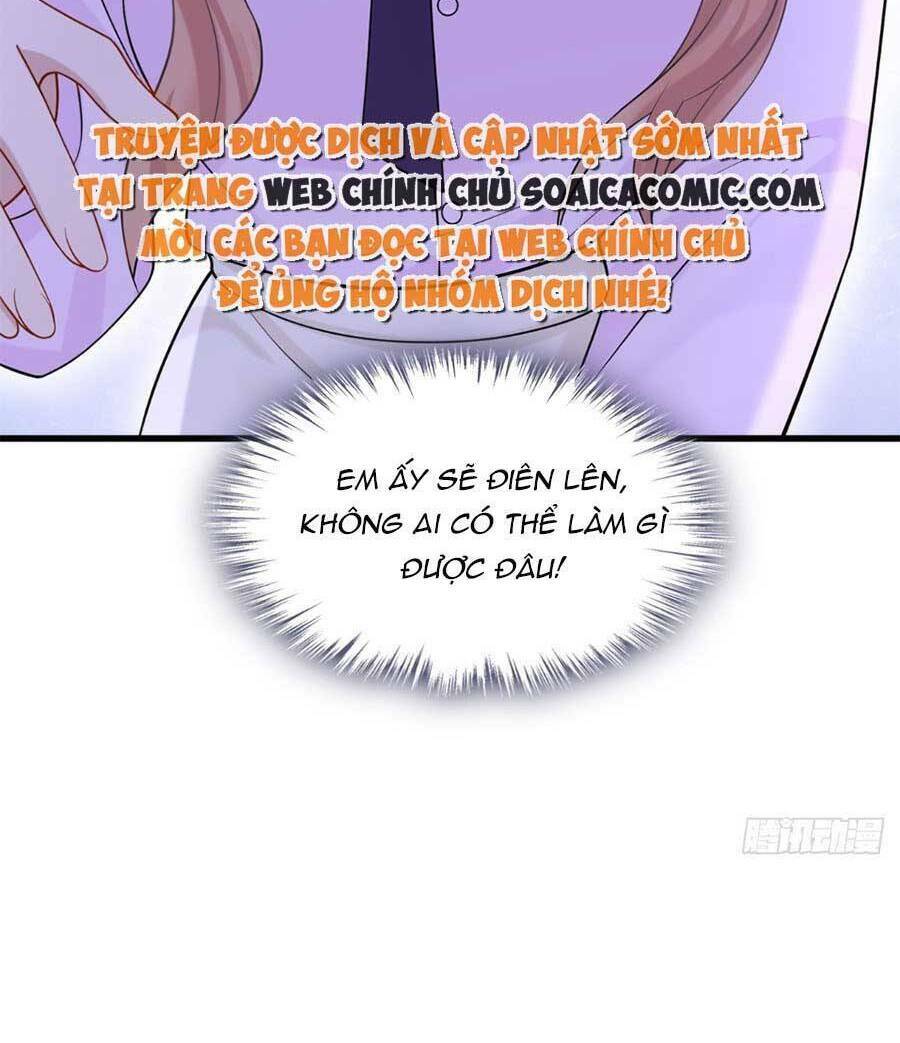 TRUYỆN ĐƯỢC DỊCH VÀ CẬP NHẬT SỚM NHẤT
TẠI TRANG WEB CHÍNH CHỦ SOAICACOMIC.COM
MỜI CÁC BẠN ĐỌC TẠI WEB CHÍNH CHỦ
ĐỂ ỦNG HỘ NHÓM DỊCH NHÉ!
EM ẤY SẼ ĐIÊN LÊN,
KHÔNG AI CÓ THỂ LÀM GÌ
ĐƯỢC ĐÂU!
腾讯动漫